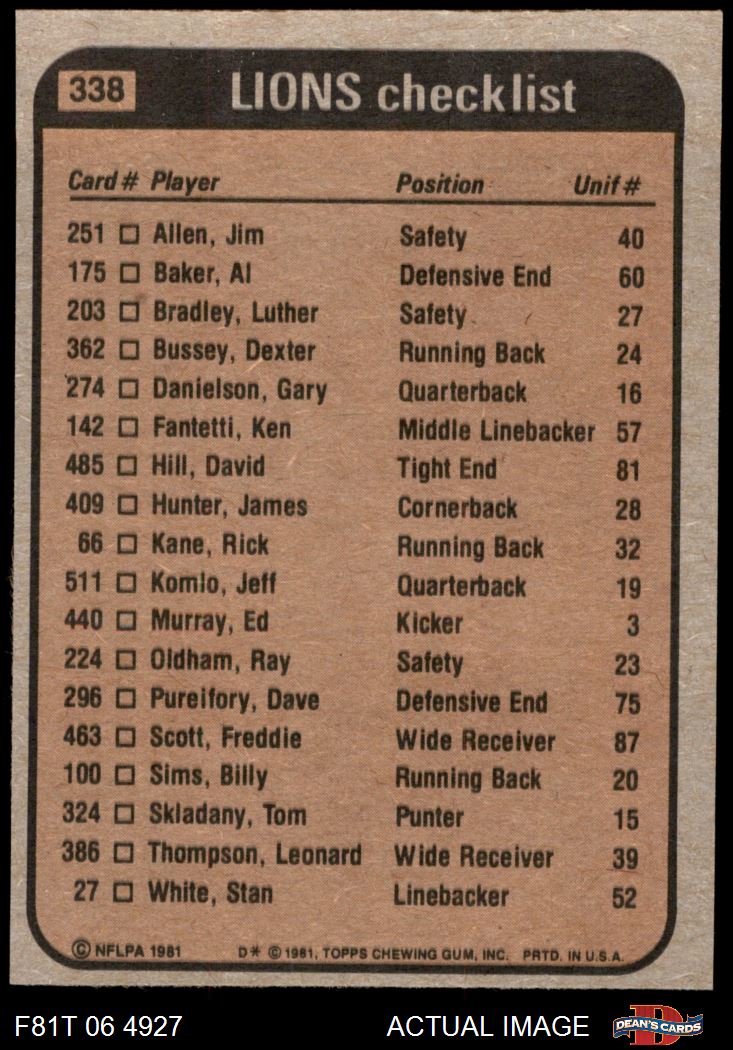 338 LIONS checklist
Card # Player Position Unif #
251 □ Allen, Jim Safety 40
175 □ Baker, Al Defensive End 60
203 □ Bradley, Luther Safety 27
362 □ Bussey, Dexter Running Back 24
274 □ Danielson, Gary Quarterback 16
142 □ Fantetti, Ken Middle Linebacker 57
485 □ Hill, David Tight End 81
409 □ Hunter, James Cornerback 28
66 □ Kane, Rick Running Back 32
511 □ Komlo, Jeff Quarterback 19
440 □ Murray, Ed Kicker 3
224 □ Oldham, Ray Safety 23
296 □ Pureifory, Dave Defensive End 75
463 □ Scott, Freddie Wide Receiver 87
100 □ Sims, Billy Running Back 20
324 □ Skladany, Tom Punter 15
386 □ Thompson, Leonard Wide Receiver 39
27 □ White, Stan Linebacker 52
© NFLPA 1981 D* © 1981, TOPPS CHEWING GUM, INC. PRTD. IN U.S.A.
F81T 06 4927 ACTUAL IMAGE D DEAN'S CARDS